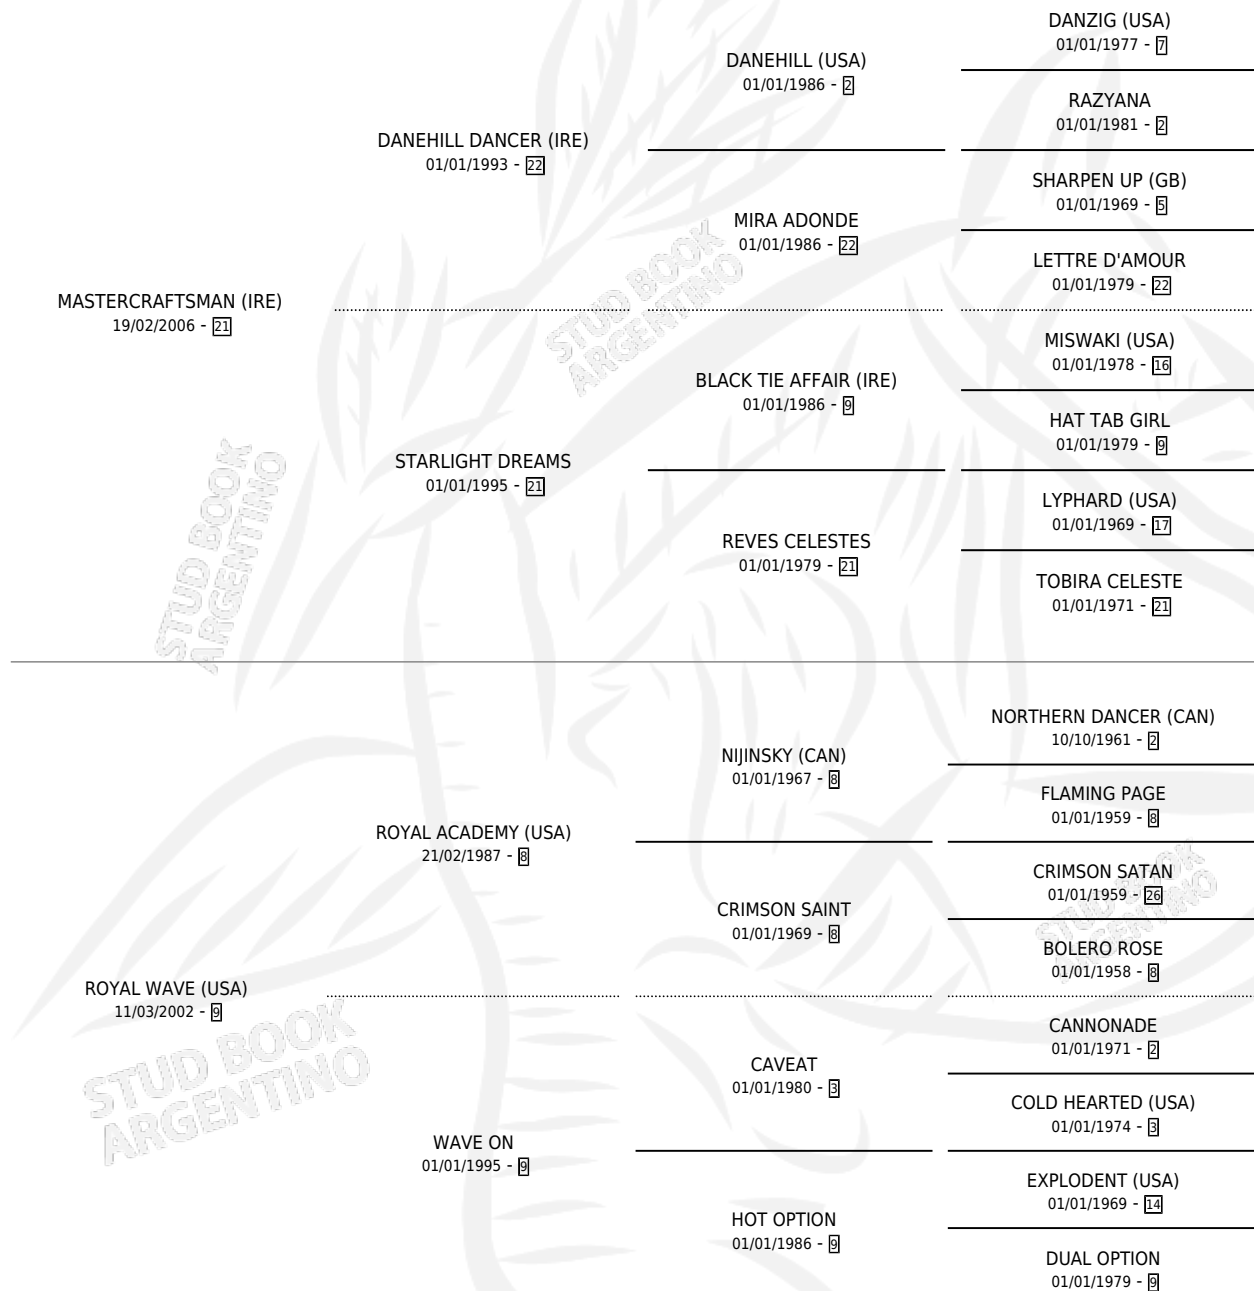 MASTERCRAFTSMAN (IRE)
19/02/2006 - 21
DANEHILL DANCER (IRE)
01/01/1993 - 22
STARLIGHT DREAMS
01/01/1995 - 21
DANEHILL (USA)
01/01/1986 - 2
MIRA ADONDE
01/01/1986 - 22
BLACK TIE AFFAIR (IRE)
01/01/1986 - 9
REVES CELESTES
01/01/1979 - 21
DANZIG (USA)
01/01/1977 - 7
RAZYANA
01/01/1981 - 2
SHARPEN UP (GB)
01/01/1969 - 5
LETTRE D'AMOUR
01/01/1979 - 22
MISWAKI (USA)
01/01/1978 - 16
HAT TAB GIRL
01/01/1979 - 9
LYPHARD (USA)
01/01/1969 - 17
TOBIRA CELESTE
01/01/1971 - 21
ROYAL WAVE (USA)
11/03/2002 - 9
ROYAL ACADEMY (USA)
21/02/1987 - 8
WAVE ON
01/01/1995 - 9
NIJINSKY (CAN)
01/01/1967 - 8
CRIMSON SAINT
01/01/1969 - 8
CAVEAT
01/01/1980 - 3
HOT OPTION
01/01/1986 - 9
NORTHERN DANCER (CAN)
10/10/1961 - 2
FLAMING PAGE
01/01/1959 - 8
CRIMSON SATAN
01/01/1959 - 26
BOLERO ROSE
01/01/1958 - 8
CANNONADE
01/01/1971 - 2
COLD HEARTED (USA)
01/01/1974 - 3
EXPLODENT (USA)
01/01/1969 - 14
DUAL OPTION
01/01/1979 - 9
STUD BOOK
ARGENTINO
STUD BOOK
ARGENTINO
STUD BOOK
ARGENTINO
STUD BOOK
ARGENTINO